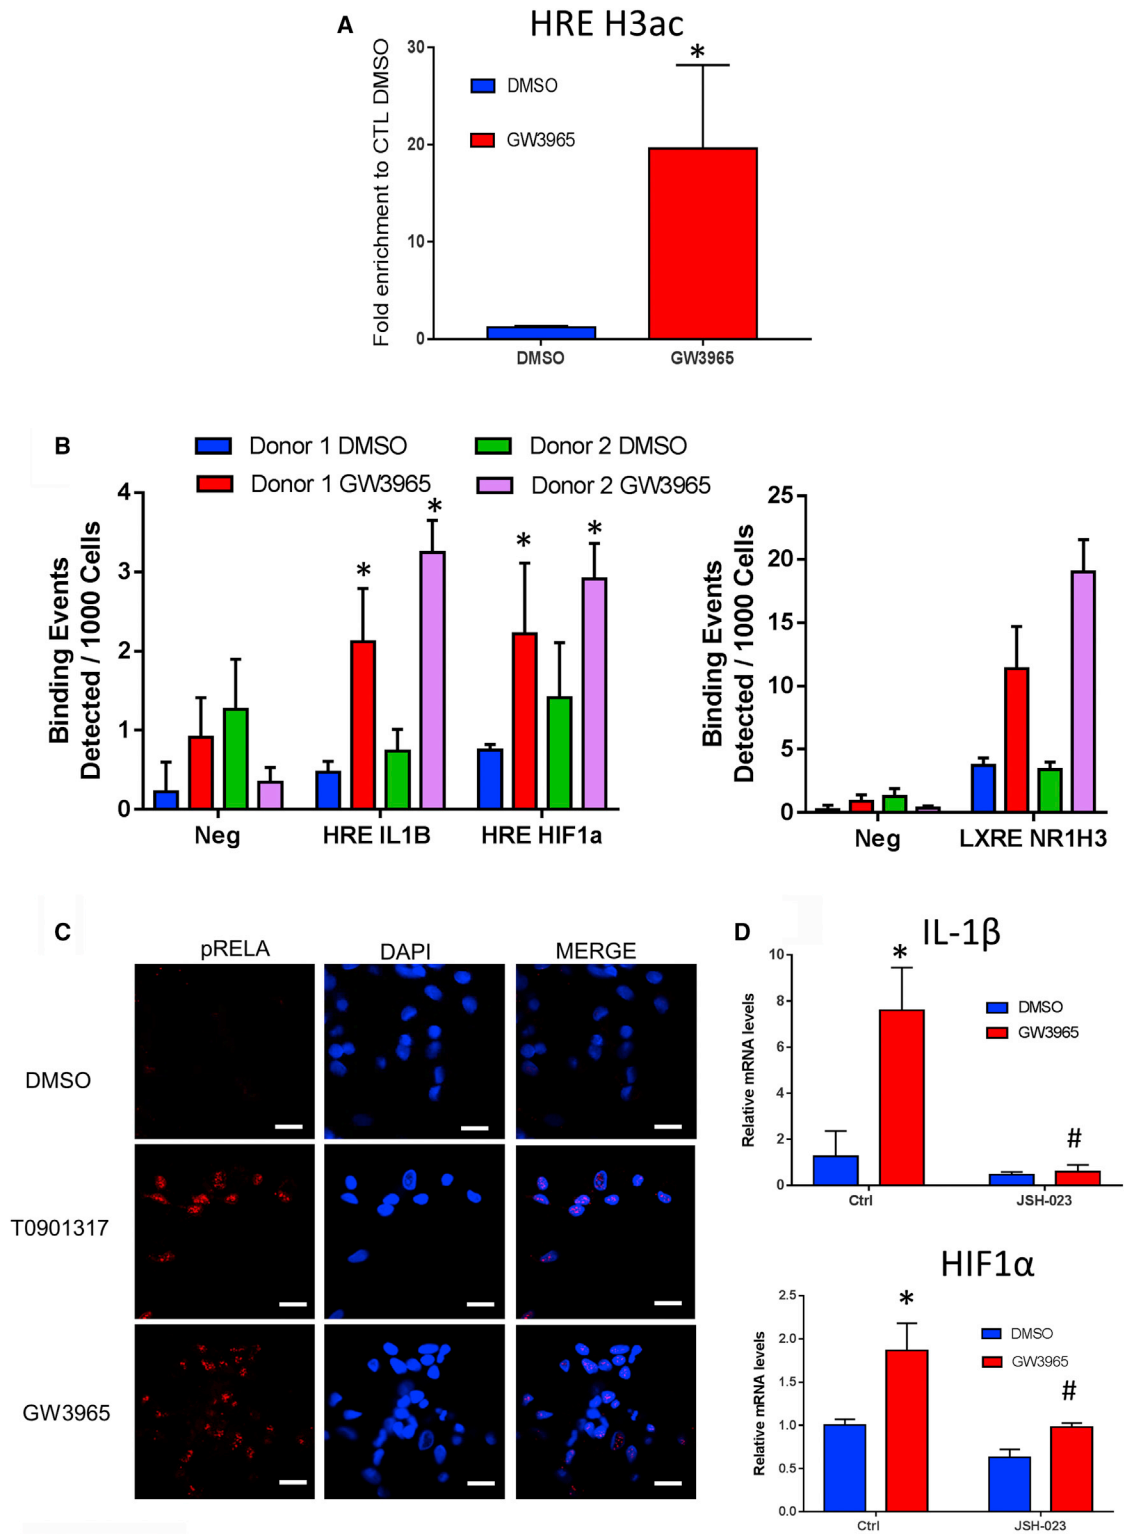 A
HRE H3ac
Fold enrichment to CTL DMSO
30
20
10
0
*
DMSO
GW3965
DMSO
GW3965
B
Donor 1 DMSO
Donor 2 DMSO
Donor 1 GW3965
Donor 2 GW3965
Binding Events
Detected / 1000 Cells
4
3
2
1
0
*
*
*
*
Neg
HRE IL1B
HRE HIF1a
Binding Events
Detected / 1000 Cells
25
20
15
10
5
0
Neg
LXRE NR1H3
C
pRELA
DAPI
MERGE
DMSO
T0901317
GW3965
D
IL-1β
Relative mRNA levels
10
8
6
4
2
0
*
#
DMSO
GW3965
Ctrl
JSH-023
HIF1α
Relative mRNA levels
2.5
2.0
1.5
1.0
0.5
0.0
*
#
DMSO
GW3965
Ctrl
JSH-023